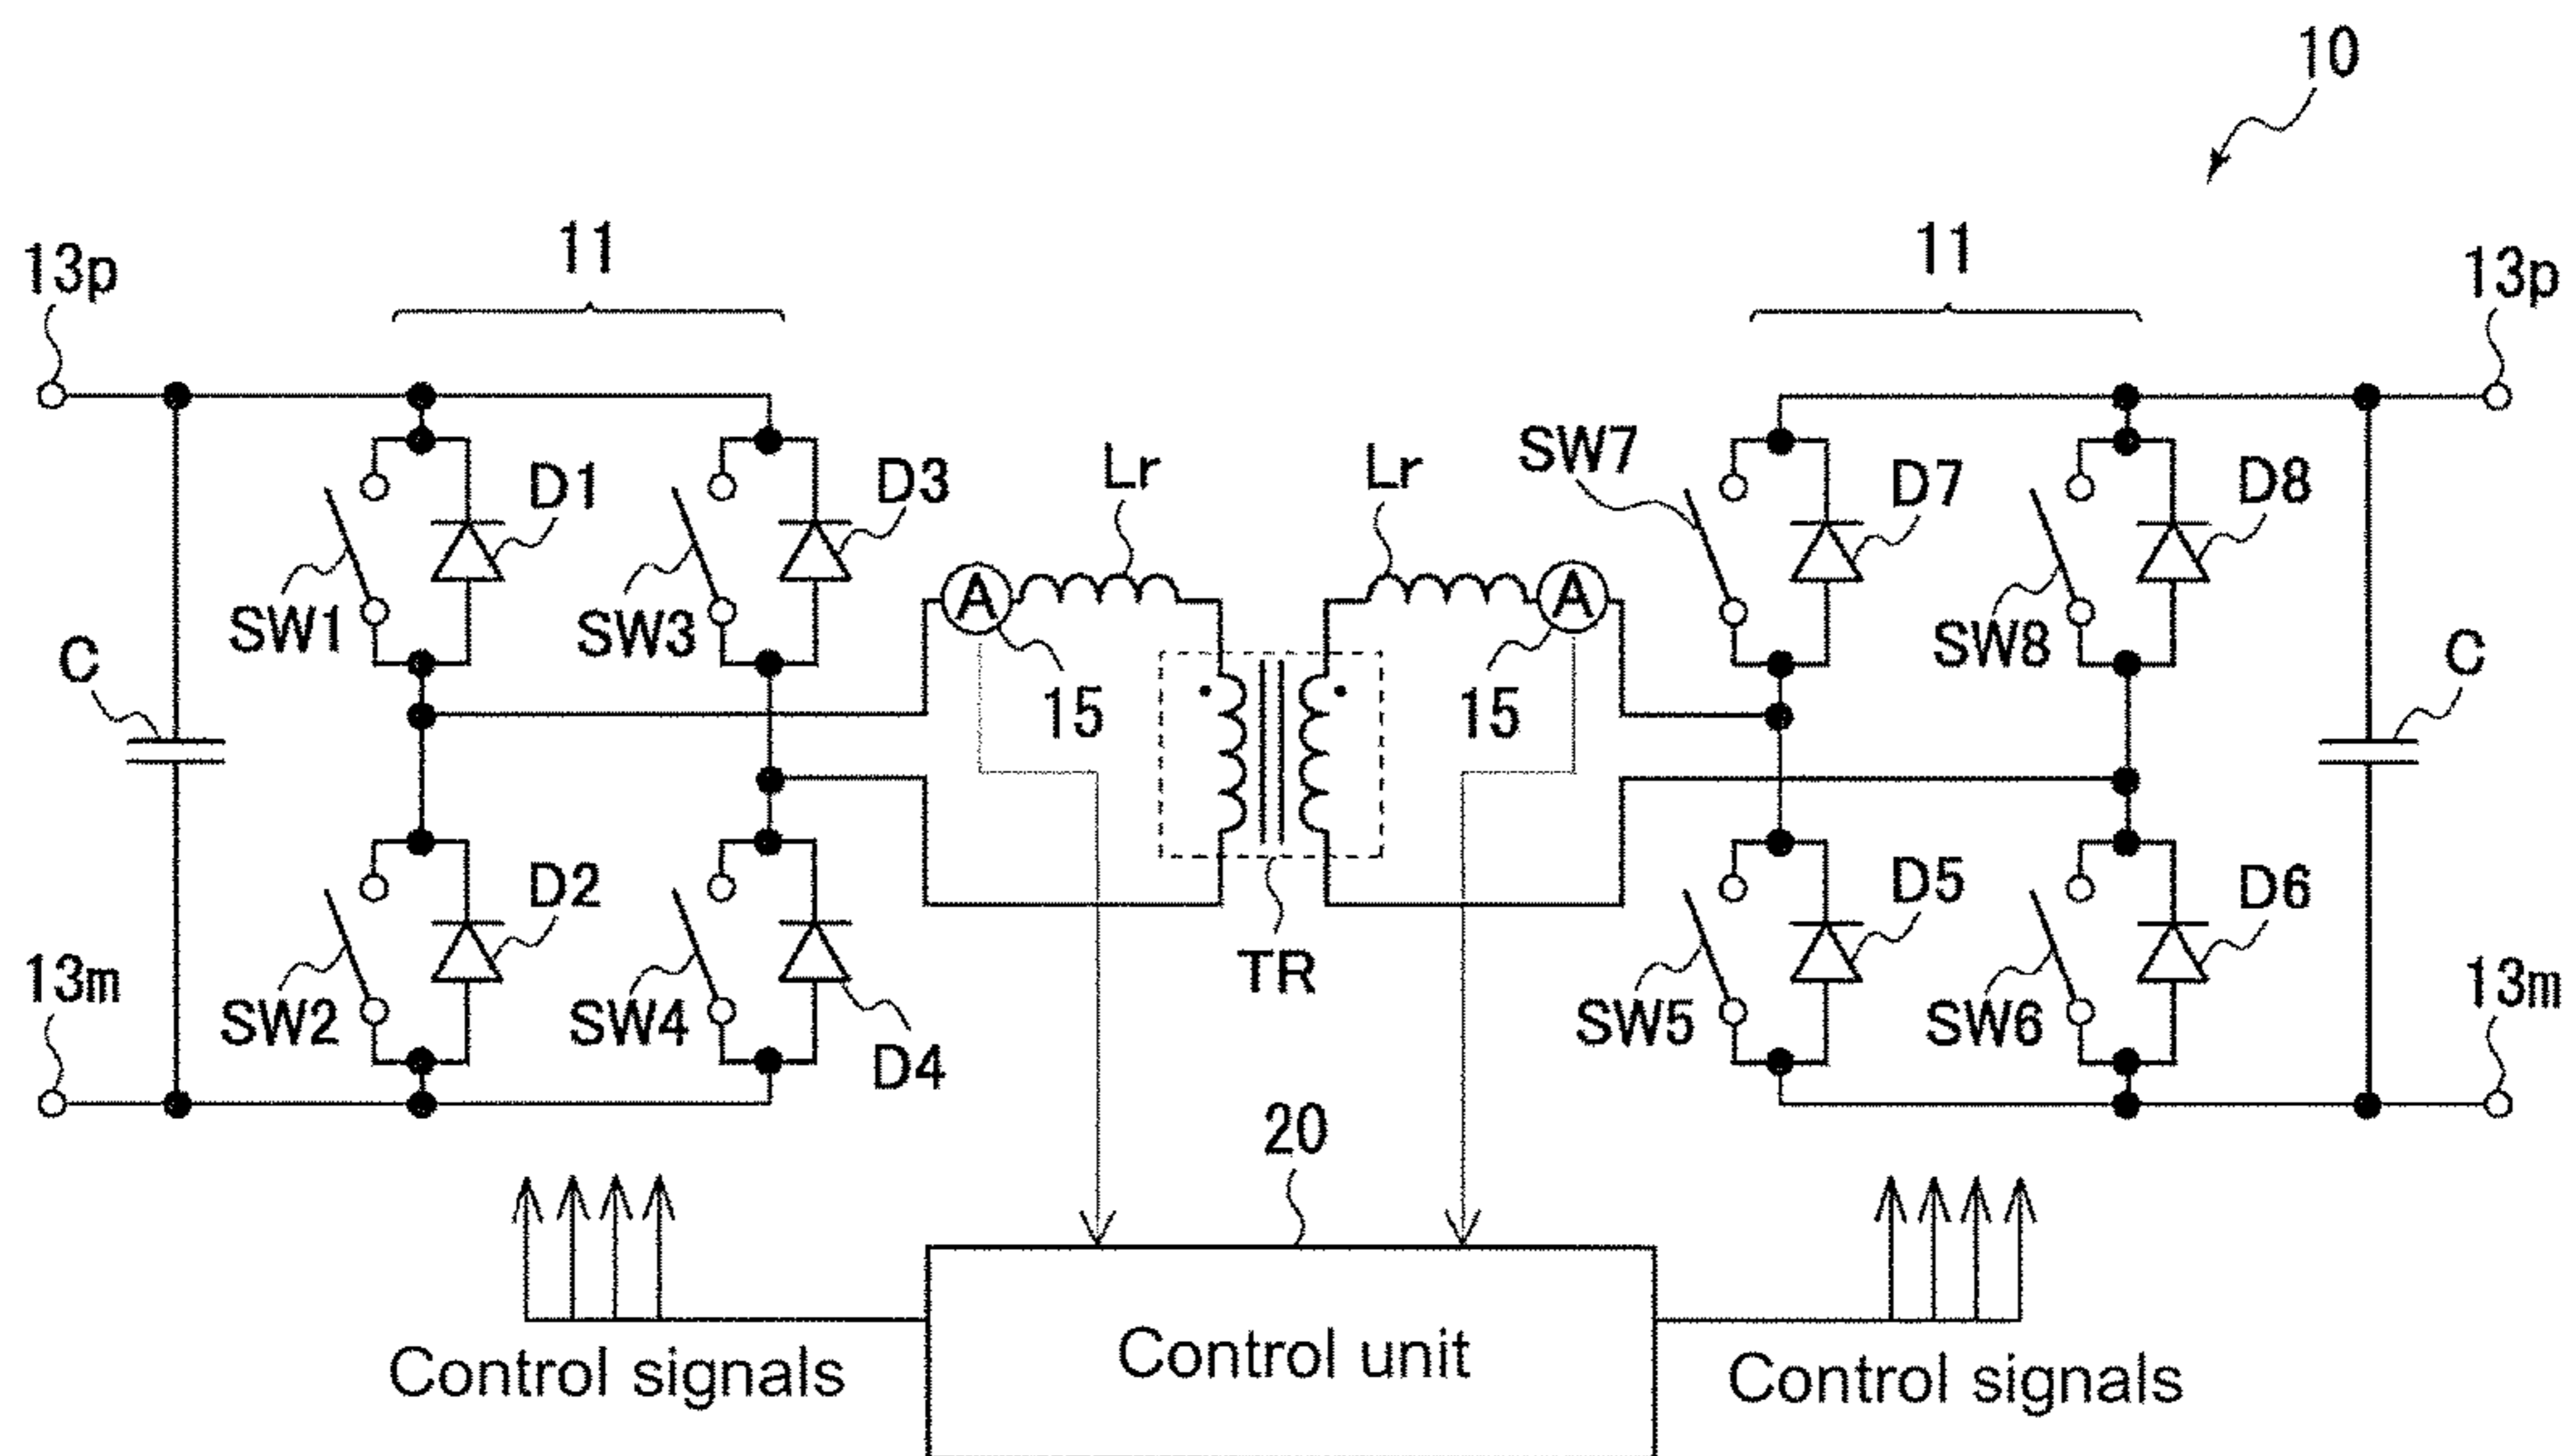 10
11
11
13p
13p
Lr
Lr
SW7
D1
D3
D7
D8
SW1
SW3
SW8
C
C
A
A
15
15
D2
D5
D6
TR
13m
13m
SW2
SW4
SW5
SW6
D4
20
Control unit
Control signals
Control signals